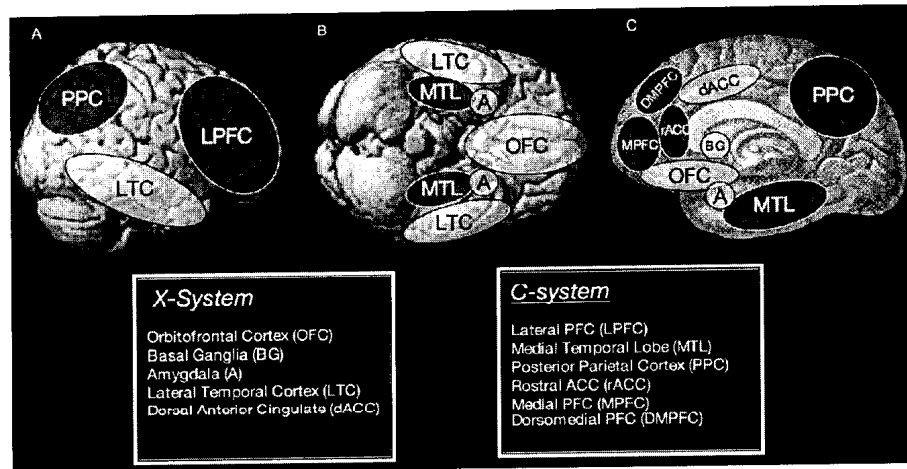 A
B
C
PPC
LPFC
LTC
LTC
MTL
A
OFC
MTL
A
LTC
DMPFC
dACC
PPC
MPFC
rACC
BG
OFC
A
MTL
X-System
Orbitofrontal Cortex (OFC)
Basal Ganglia (BG)
Amygdala (A)
Lateral Temporal Cortex (LTC)
Dorsal Anterior Cingulate (dACC)
C-system
Lateral PFC (LPFC)
Medial Temporal Lobe (MTL)
Posterior Parietal Cortex (PPC)
Rostral ACC (rACC)
Medial PFC (MPFC)
Dorsomedial PFC (DMPFC)